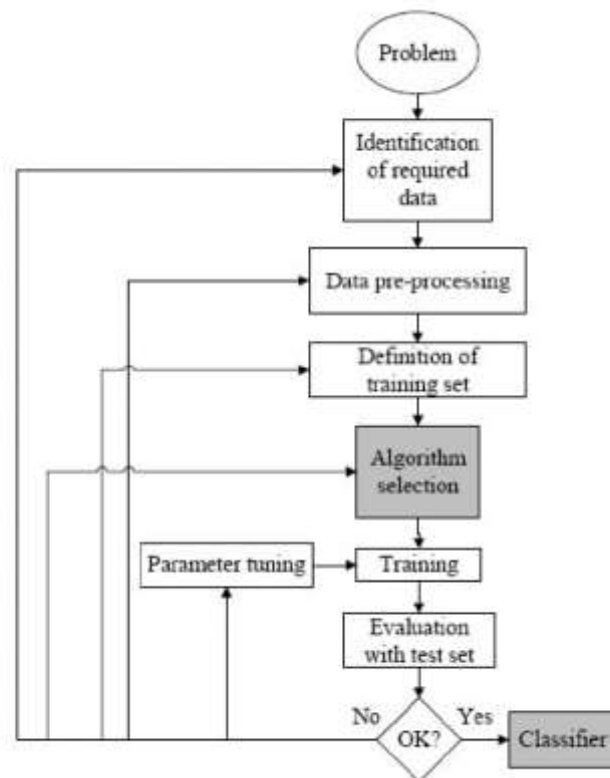 Problem
Identification
of required
data
Data pre-processing
Definition of
training set
Algorithm
selection
Parameter tuning
Training
Evaluation
with test set
No
Yes
OK?
Classifier